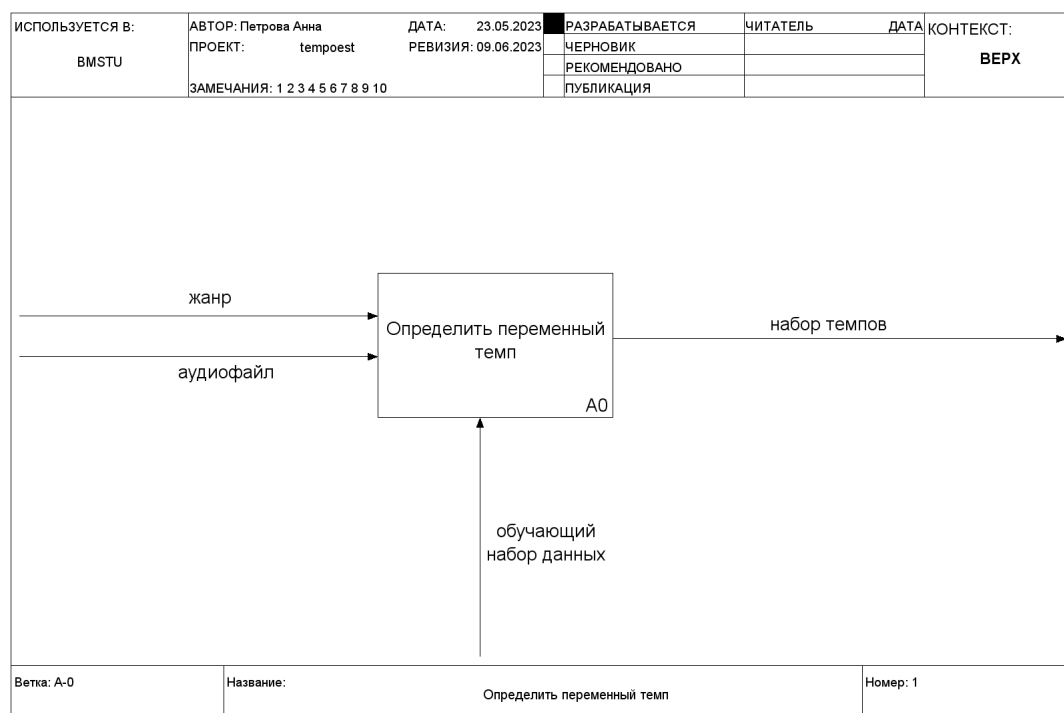 ИСПОЛЬЗУЕТСЯ В:
BMSTU
АВТОР: Петрова Анна
ДАТА: 23.05.2023
ПРОЕКТ: tempoest
РЕВИЗИЯ: 09.06.2023
ЗАМЕЧАНИЯ: 1 2 3 4 5 6 7 8 9 10
РАЗРАБАТЫВАЕТСЯ
ЧЕРНОВИК
РЕКОМЕНДОВАНО
ПУБЛИКАЦИЯ
ЧИТАТЕЛЬ
ДАТА
КОНТЕКСТ:
ВЕРХ
жанр
аудиофайл
Определить переменный
темп
A0
набор темпов
обучающий
набор данных
Ветка: A-0
Название:
Определить переменный темп
Номер: 1